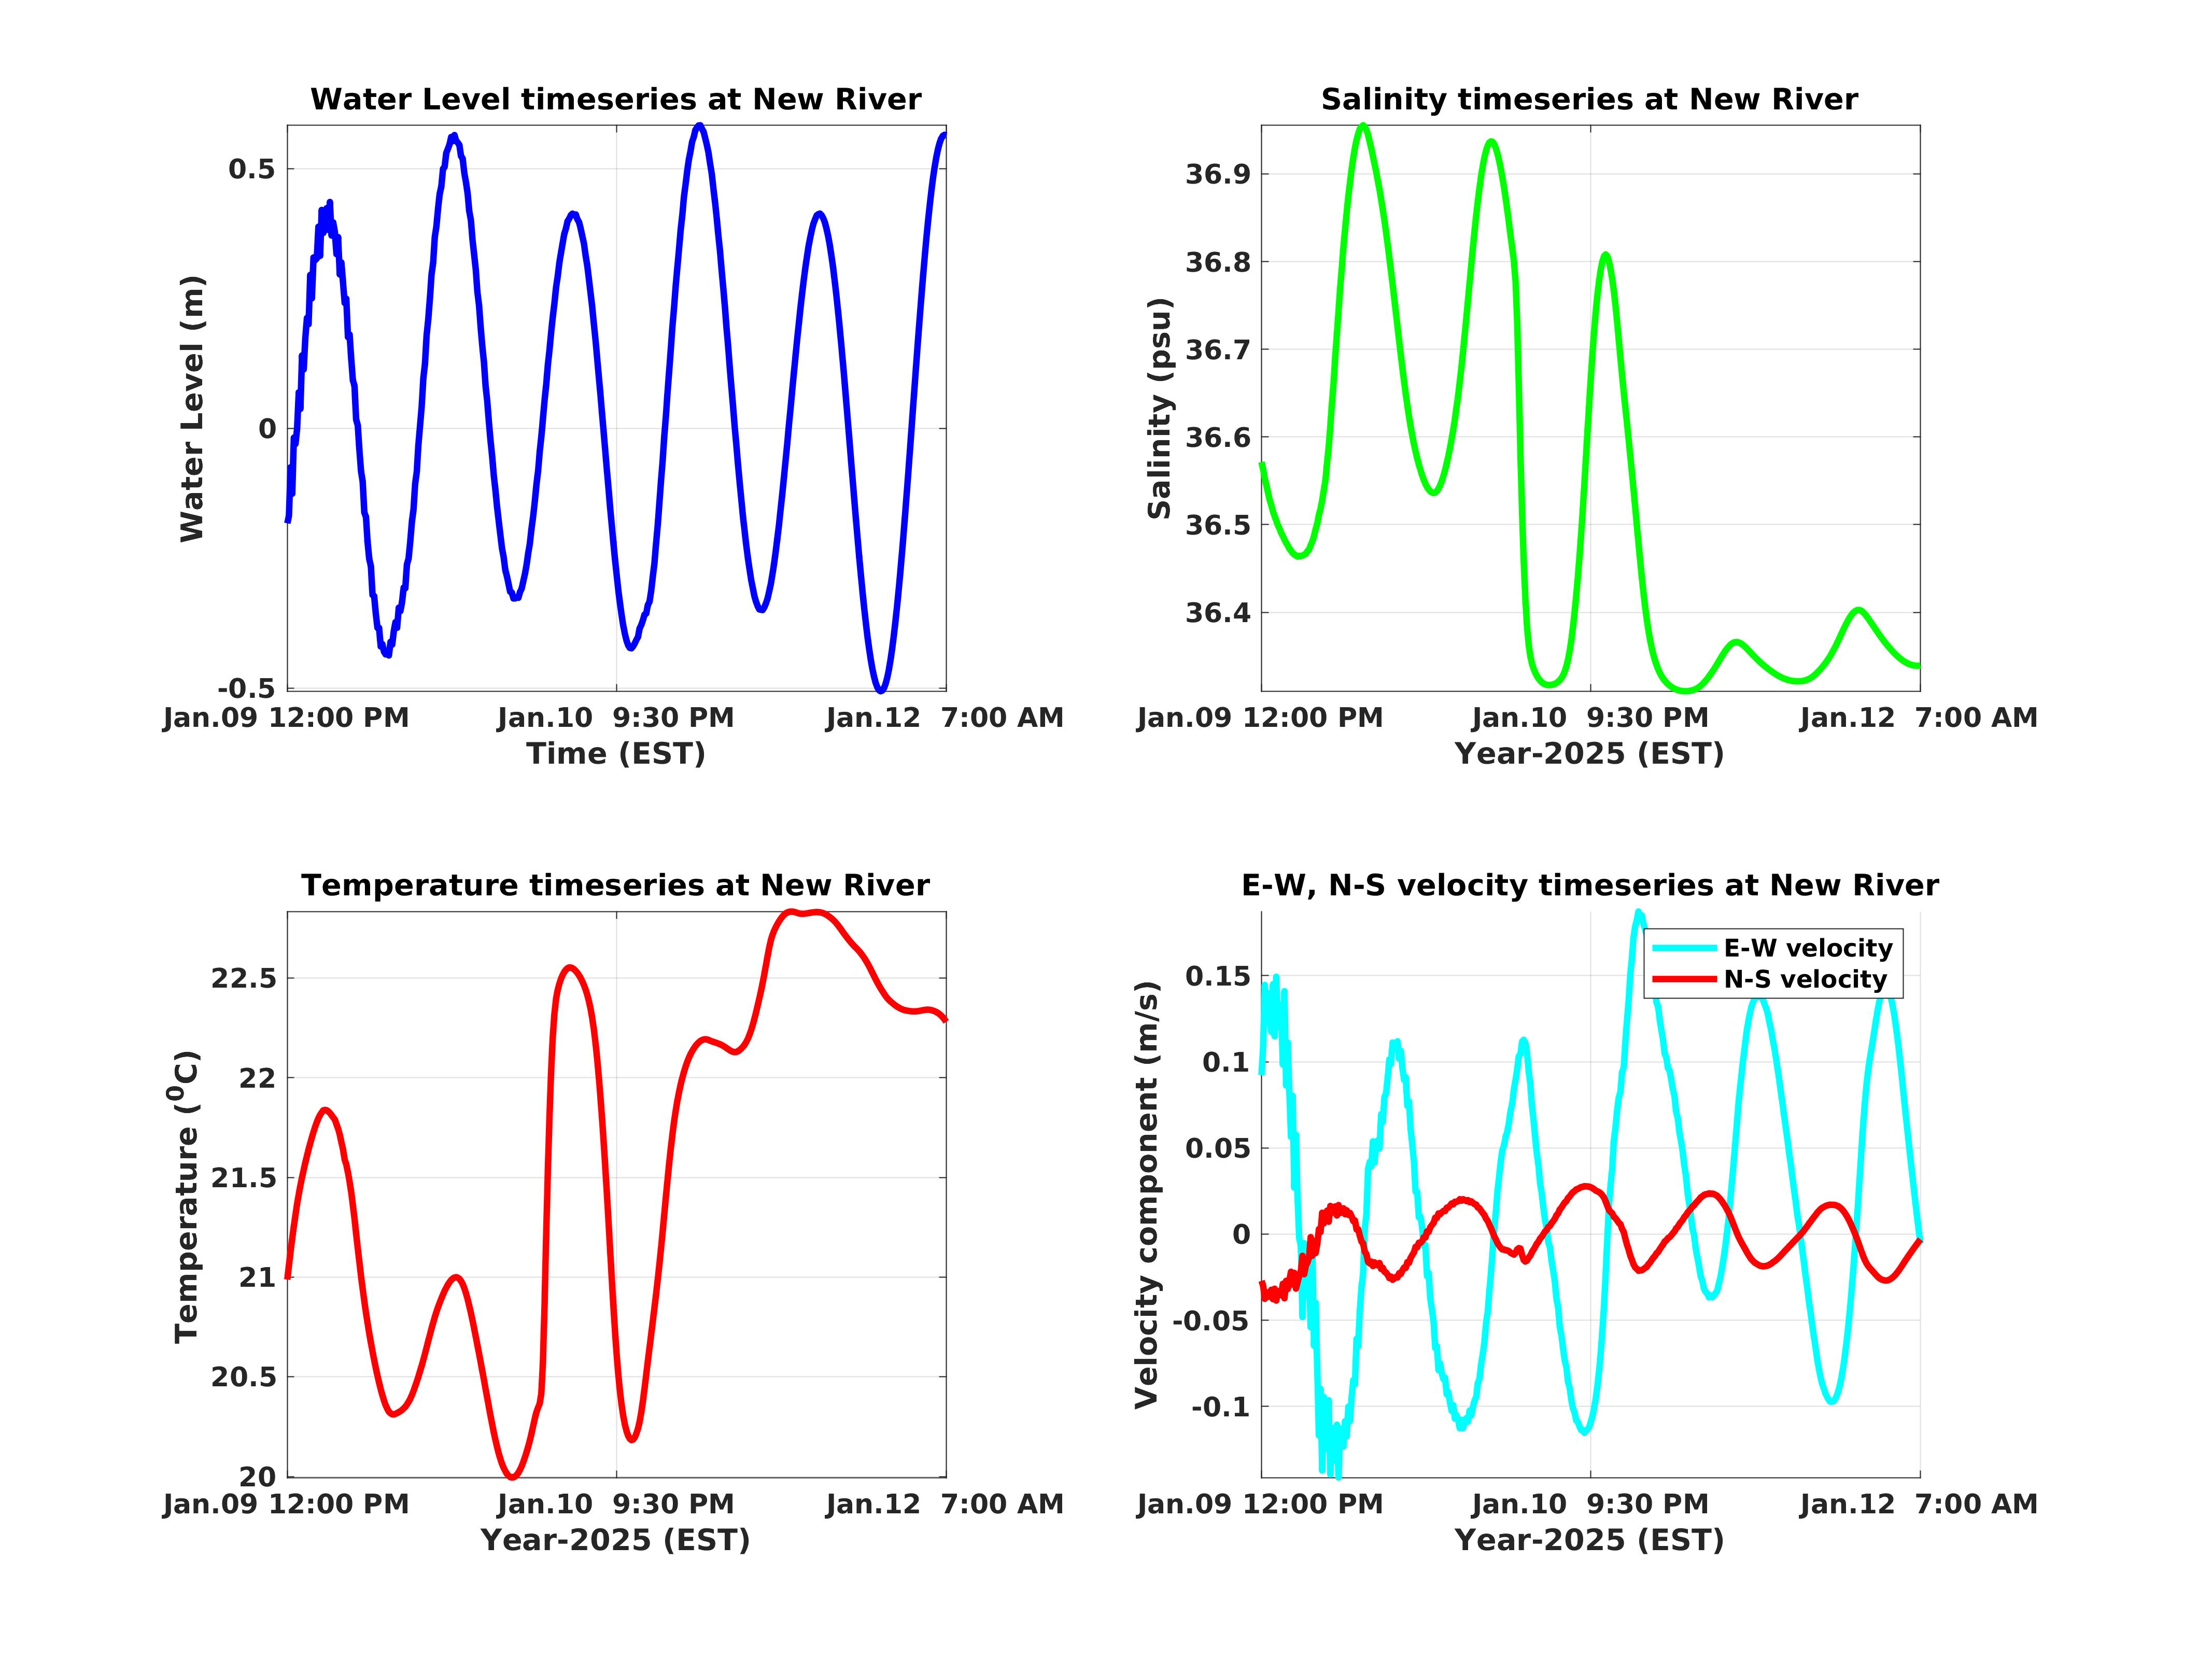 Water Level timeseries at New River
Water Level (m)
0.5
0
-0.5
Jan.09 12:00 PM Jan.10 9:30 PM Jan.12 7:00 AM
Time (EST)
Salinity timeseries at New River
Salinity (psu)
36.9
36.8
36.7
36.6
36.5
36.4
Jan.09 12:00 PM Jan.10 9:30 PM Jan.12 7:00 AM
Year-2025 (EST)
Temperature timeseries at New River
Temperature (⁰C)
22.5
22
21.5
21
20.5
20
Jan.09 12:00 PM Jan.10 9:30 PM Jan.12 7:00 AM
Year-2025 (EST)
E-W, N-S velocity timeseries at New River
Velocity component (m/s)
0.15
0.1
0.05
0
-0.05
-0.1
E-W velocity
N-S velocity
Jan.09 12:00 PM Jan.10 9:30 PM Jan.12 7:00 AM
Year-2025 (EST)